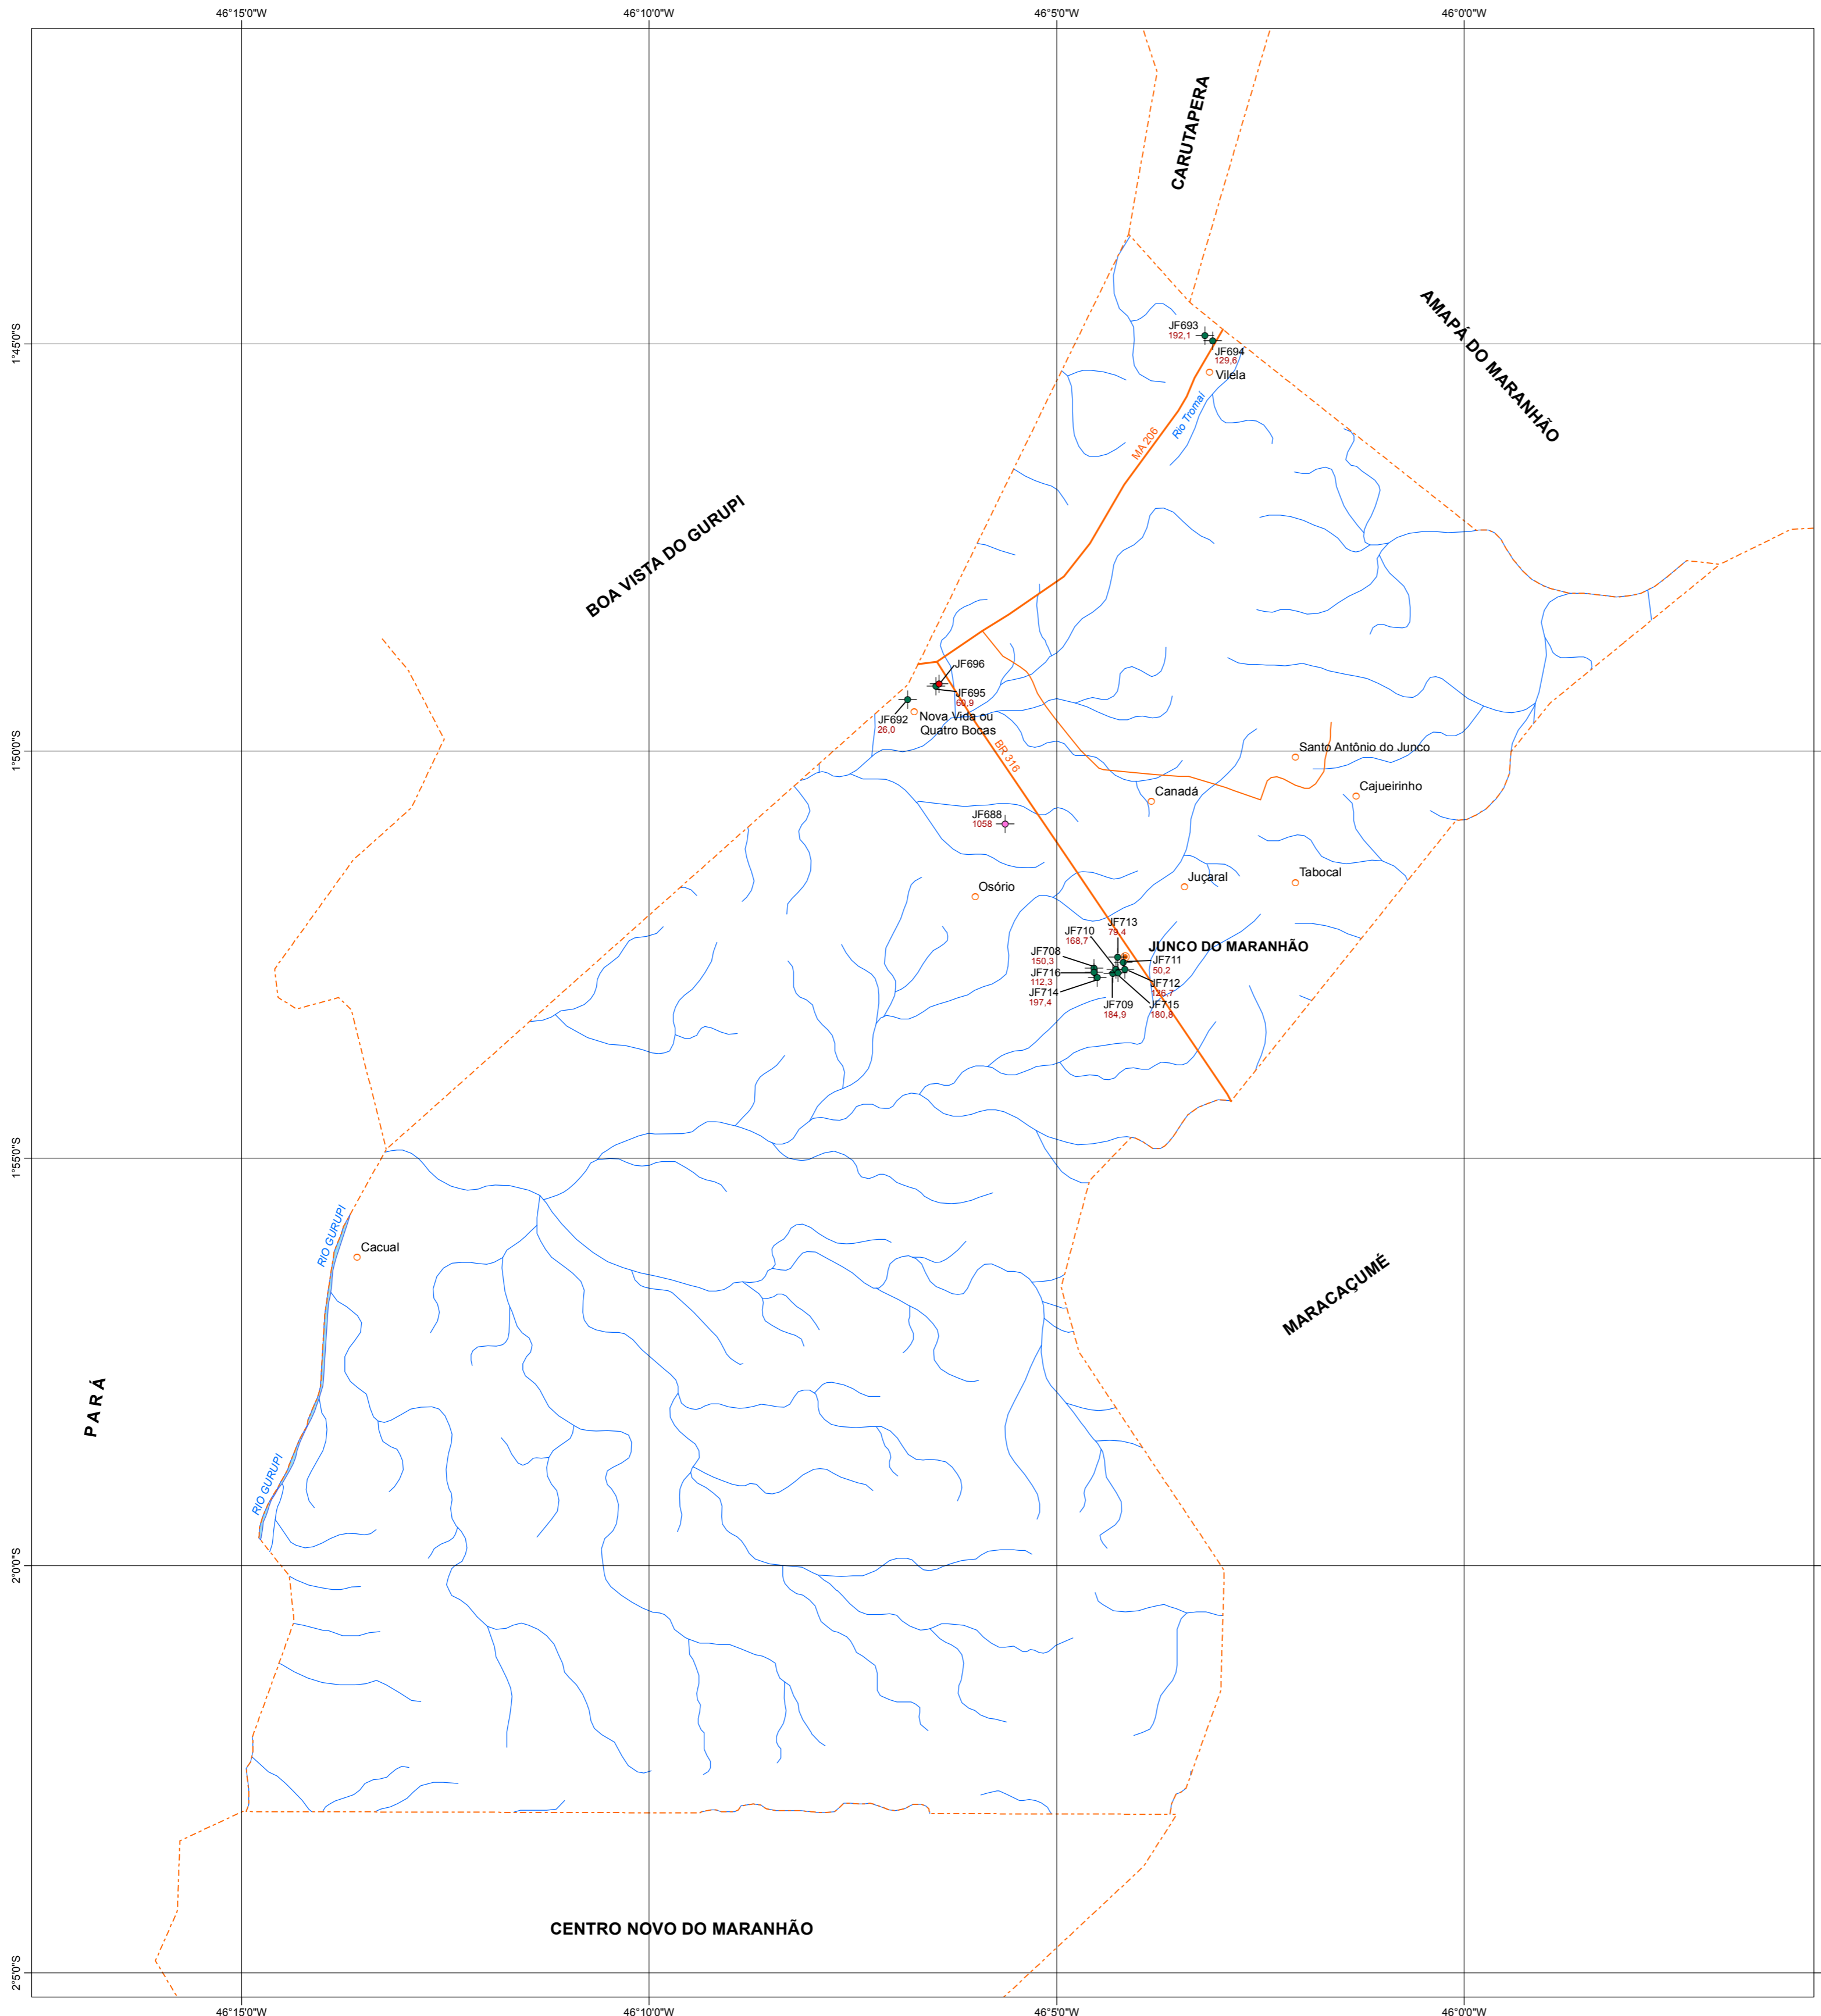 46°15'0"W
46°10'0"W
46°5'0"W
46°0'0"W
CARUTAPERA
AMAPÁ DO MARANHÃO
JF693
192,1
1°45'0"S
JF694
129,6
Vilela
Rio Tromaí
MA 206
BOA VISTA DO GURUPI
JF696
JF695
60,9
JF692
26,0
Nova Vida ou
Quatro Bocas
BR 316
1°50'0"S
Santo Antônio do Junco
Canadá
Cajueirinho
JF688
1058
Osório
Juçaral
Tabocal
JF713
79,4
JF710
168,7
JUNCO DO MARANHÃO
JF708
150,3
JF711
50,2
JF716
112,3
JF712
126,7
JF714
197,4
JF709
184,9
JF715
180,8
1°55'0"S
RIO GURUPI
Cacual
MARACAÇUMÉ
PARÁ
RIO GURUPI
2°0'0"S
CENTRO NOVO DO MARANHÃO
2°5'0"S
46°15'0"W
46°10'0"W
46°5'0"W
46°0'0"W